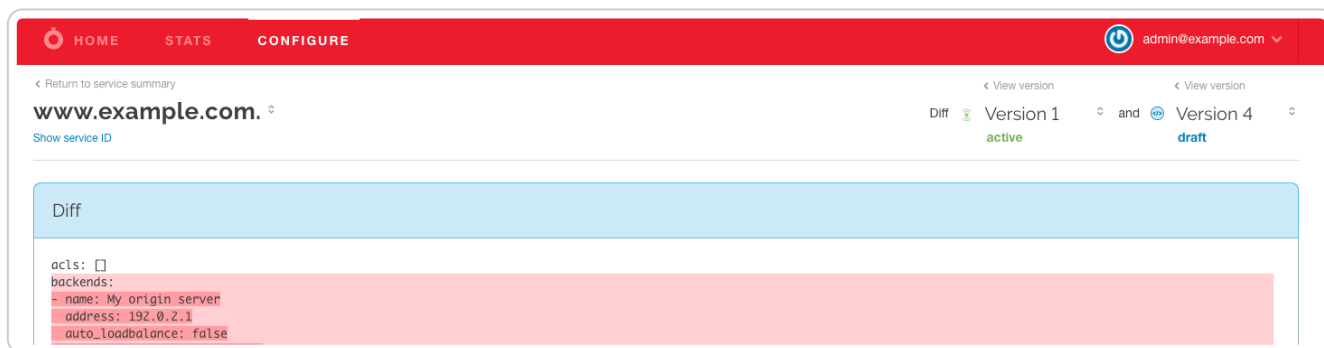 HOME STATS CONFIGURE admin@example.com
Return to service summary
www.example.com.
Show service ID
View version View version
Diff Version 1 and Version 4
active draft
Diff
acls: []
backends:
- name: My origin server
  address: 192.0.2.1
  auto_loadbalance: false